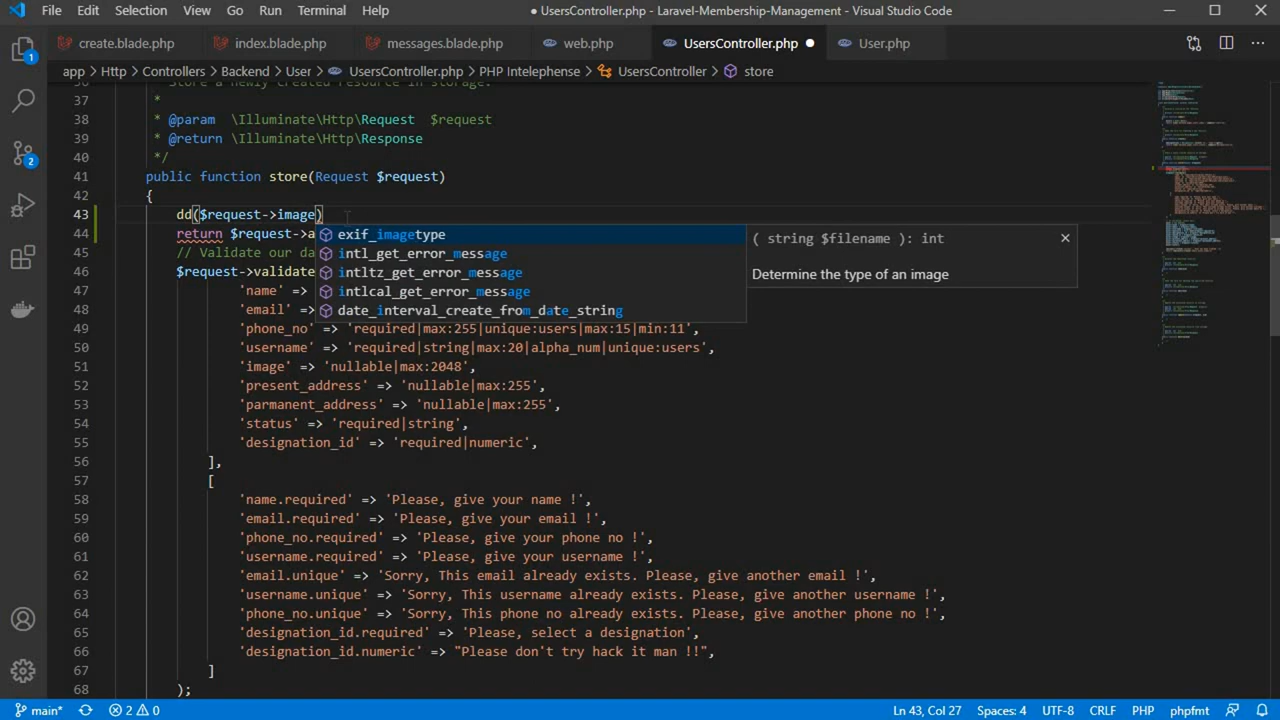 File Edit Selection View Go Run Terminal Help ● UsersController.php - Laravel-Membership-Management - Visual Studio Code
create.blade.php index.blade.php messages.blade.php web.php UsersController.php ● User.php
app > Http > Controllers > Backend > User > UsersController.php > PHP Intelephense > UsersController > store
37 *
38 * @param \Illuminate\Http\Request $request
39 * @return \Illuminate\Http\Response
40 */
41 public function store(Request $request)
42 {
43 dd($request->image)
44 return $request->a
45 // Validate our da
46 $request->validate
47 'name' =>
48 'email'
49 'phone_no' => 'required|max:255|unique:users|max:15|min:11',
50 'username' => 'required|string|max:20|alpha_num|unique:users',
51 'image' => 'nullable|max:2048',
52 'present_address' => 'nullable|max:255',
53 'parmanent_address' => 'nullable|max:255',
54 'status' => 'required|string',
55 'designation_id' => 'required|numeric',
56 ],
57 [
58 'name.required' => 'Please, give your name !',
59 'email.required' => 'Please, give your email !',
60 'phone_no.required' => 'Please, give your phone no !',
61 'username.required' => 'Please, give your username !',
62 'email.unique' => 'Sorry, This email already exists. Please, give another email !',
63 'username.unique' => 'Sorry, This username already exists. Please, give another username !',
64 'phone_no.unique' => 'Sorry, This phone no already exists. Please, give another phone no !',
65 'designation_id.required' => 'Please, select a designation',
66 'designation_id.numeric' => "Please don't try hack it man !!",
67 ]
68 );
exif_imagetype
intl_get_error_message
intltz_get_error_message
intlcal_get_error_message
date_interval_create_from_date_string
( string $filename ): int
Determine the type of an image
1
2
main* 2 0 Ln 43, Col 27 Spaces: 4 UTF-8 CRLF PHP phpfmt